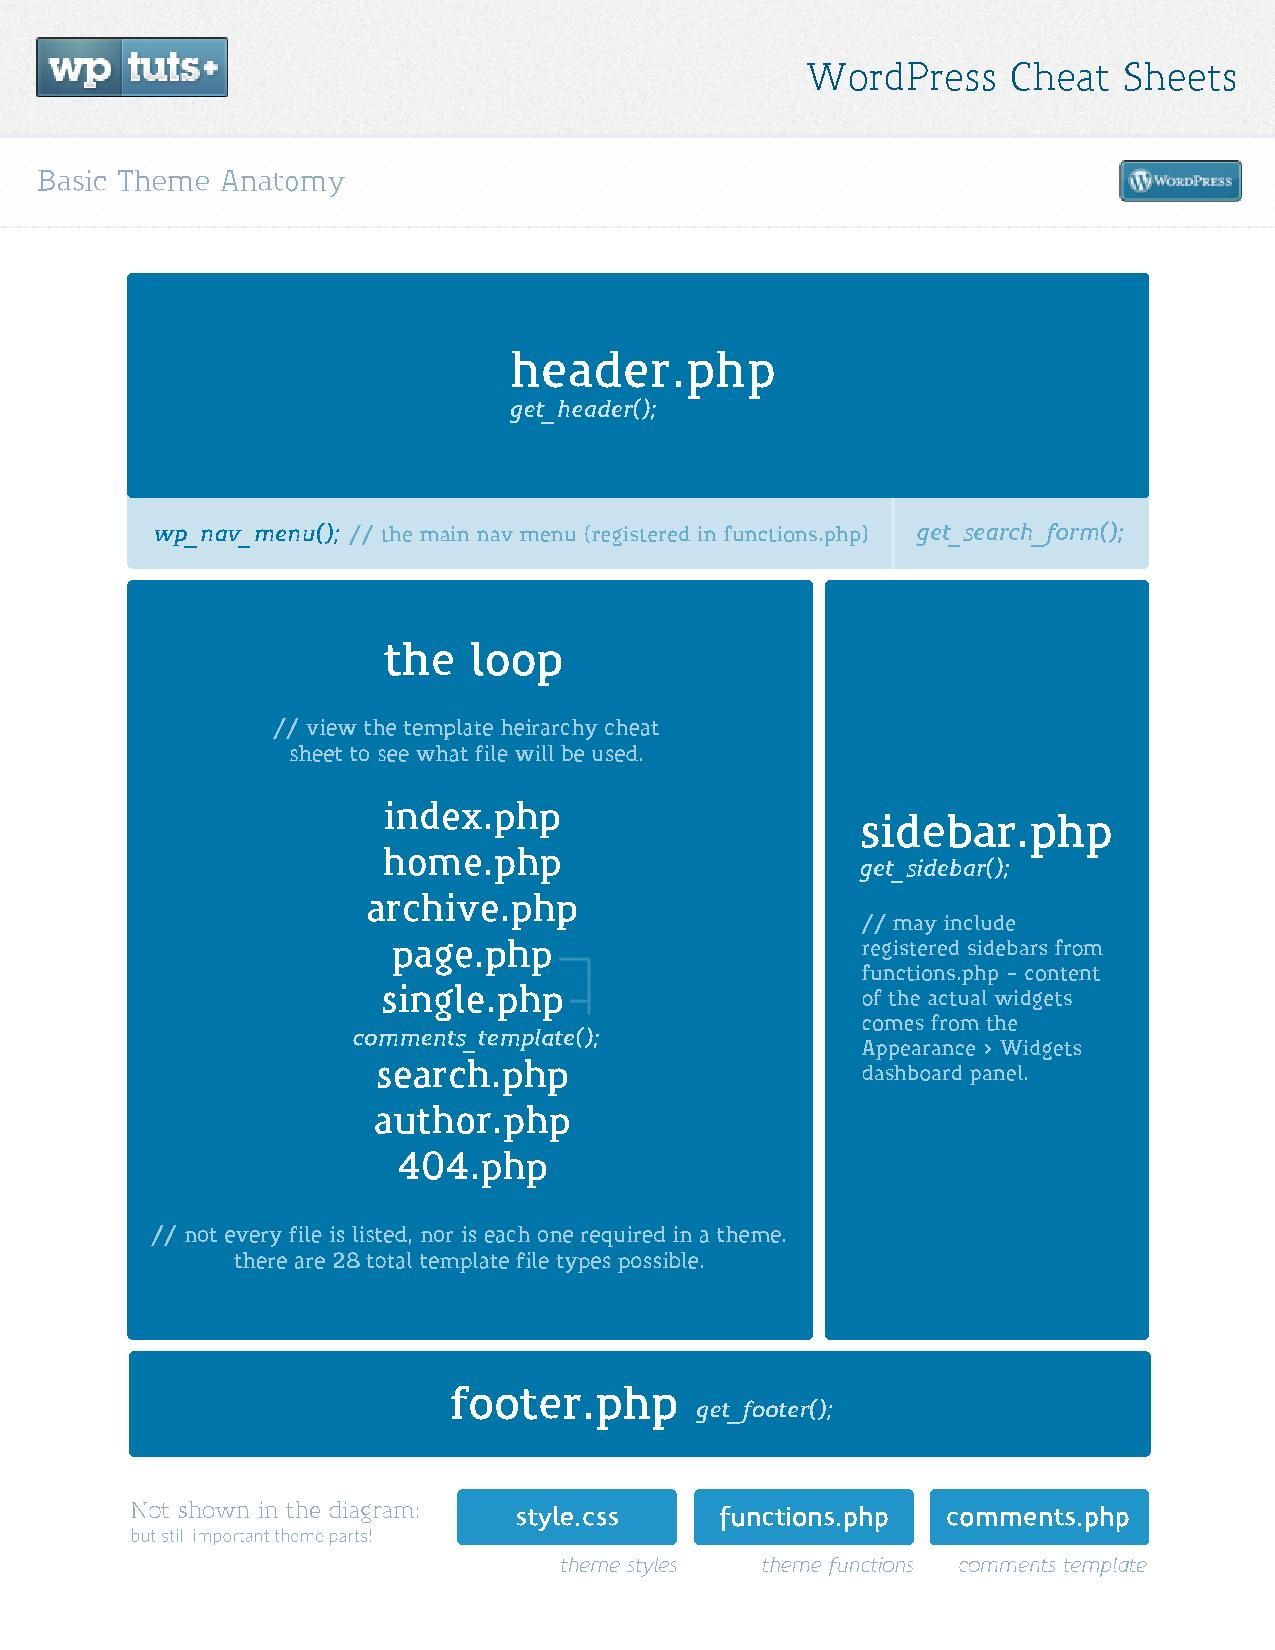 wp tuts+
WordPress Cheat Sheets
Basic Theme Anatomy
WORDPRESS
header.php
get_header();
wp_nav_menu(); // the main nav menu (registered in functions.php)
get_search_form();
the loop
// view the template heirarchy cheat
sheet to see what file will be used.
index.php
home.php
archive.php
page.php
single.php
comments_template();
search.php
author.php
404.php
// not every file is listed, nor is each one required in a theme.
there are 28 total template file types possible.
sidebar.php
get_sidebar();
// may include
registered sidebars from
functions.php - content
of the actual widgets
comes from the
Appearance > Widgets
dashboard panel.
footer.php get_footer();
Not shown in the diagram:
but still important theme parts!
style.css
theme styles
functions.php
theme functions
comments.php
comments template